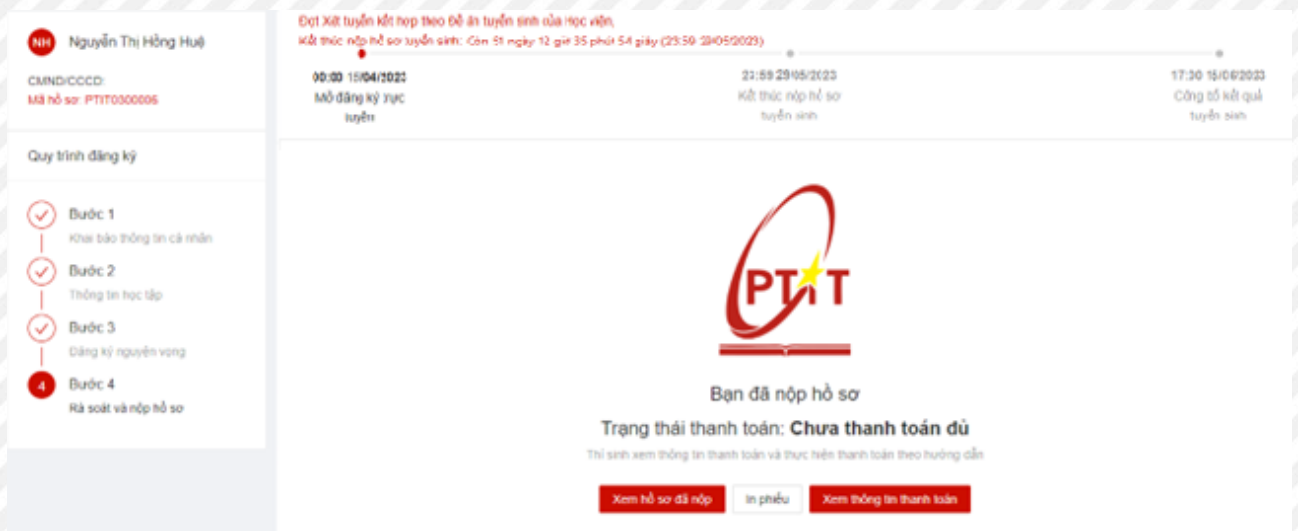 NH Nguyễn Thị Hồng Huệ
CMND/CCCD:
Mã hồ sơ: PTIT0300006
Quy trình đăng ký
Bước 1
Khai báo thông tin cá nhân
Bước 2
Thông tin học tập
Bước 3
Đăng ký nguyện vọng
4 Bước 4
Rà soát và nộp hồ sơ
Đợt Xét tuyển kết hợp theo Đề án tuyển sinh của Học viện,
Kết thúc nộp hồ sơ tuyển sinh: Còn 51 ngày 12 giờ 35 phút 54 giây (23:59 29/05/2023)
00:00 15/04/2023
Mở đăng ký trực
tuyến
23:59 29/05/2023
Kết thúc nộp hồ sơ
tuyển sinh
17:30 15/06/2023
Công bố kết quả
tuyển sinh
PTIT
Bạn đã nộp hồ sơ
Trạng thái thanh toán: Chưa thanh toán đủ
Thí sinh xem thông tin thanh toán và thực hiện thanh toán theo hướng dẫn
Xem hồ sơ đã nộp
In phiếu
Xem thông tin thanh toán